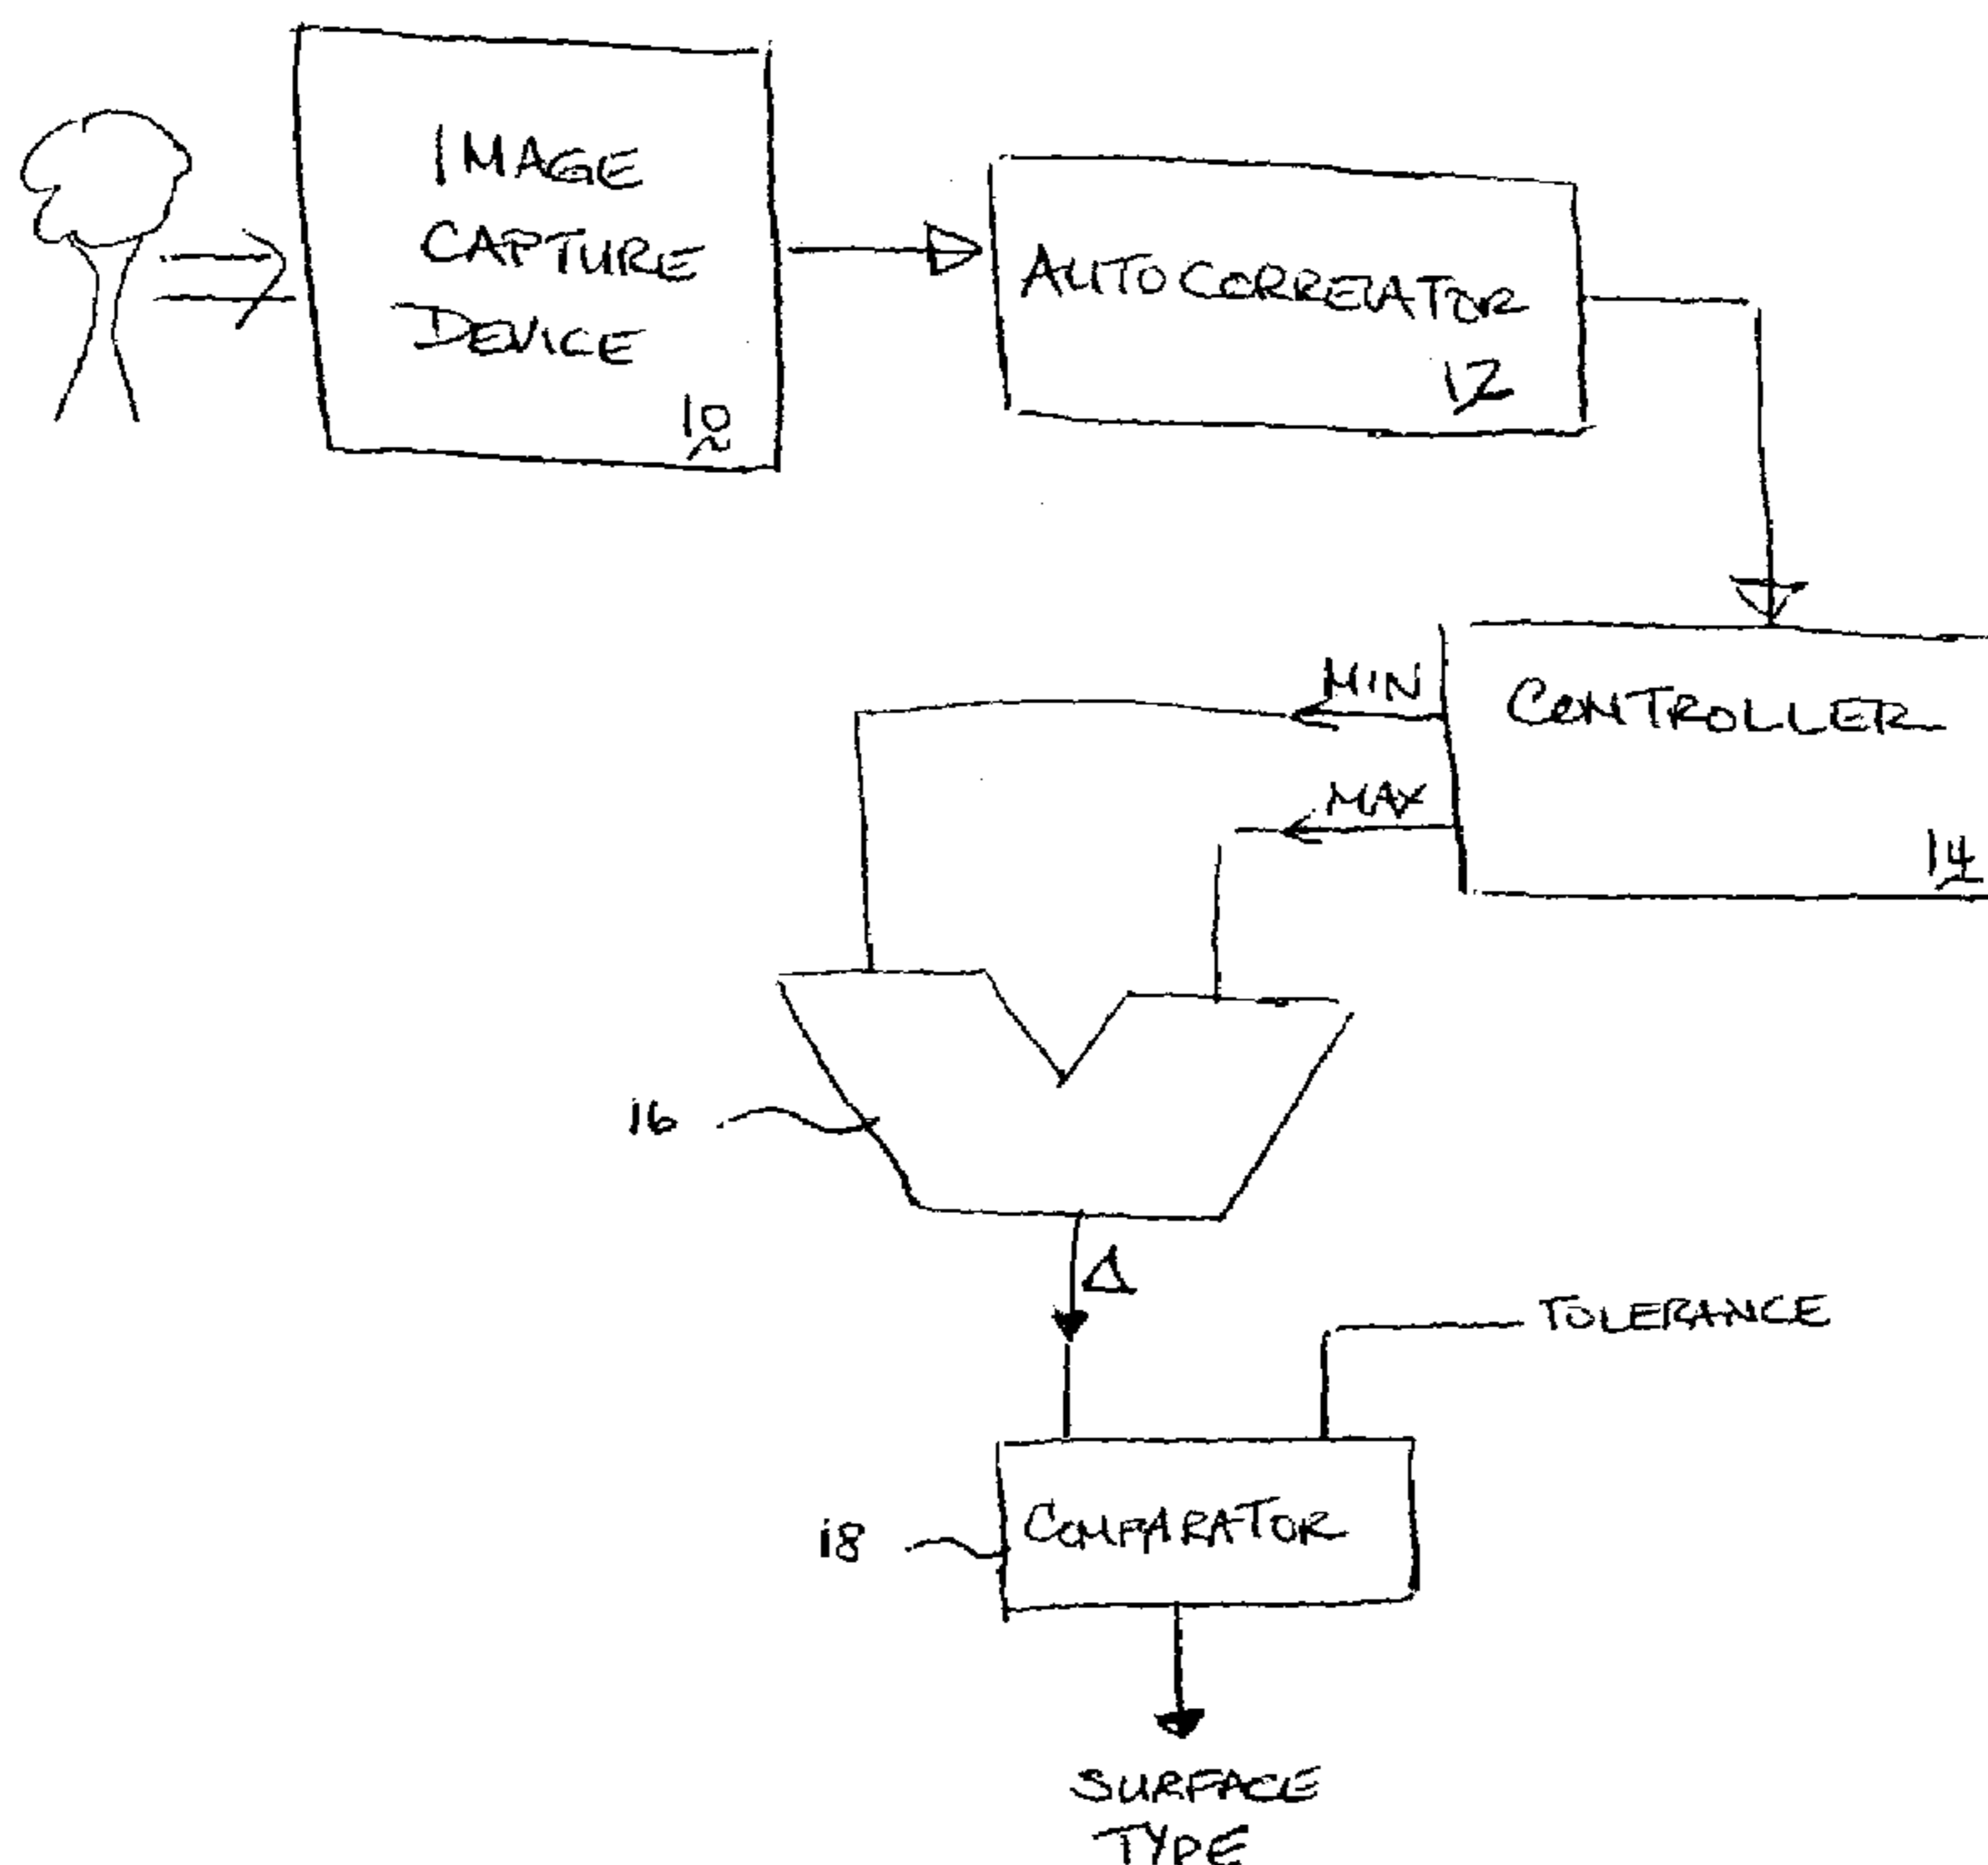 IMAGE
CAPTURE
DEVICE
10
AUTOCORRELATOR
12
MIN
CONTROLLER
MAX
14
16
Δ
TOLERANCE
COMPARATOR
18
SURFACE
TYPE